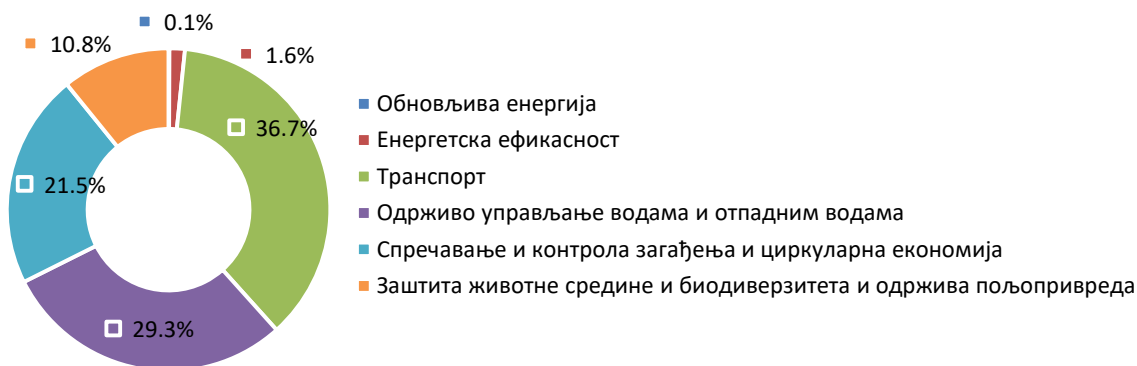 0.1%
10.8%
1.6%
36.7%
21.5%
29.3%
Обновљива енергија
Енергетска ефикасност
Транспорт
Одрживо управљање водама и отпадним водама
Спречавање и контрола загађења и циркуларна економија
Заштита животне средине и биодиверзитета и одржива пољопривреда